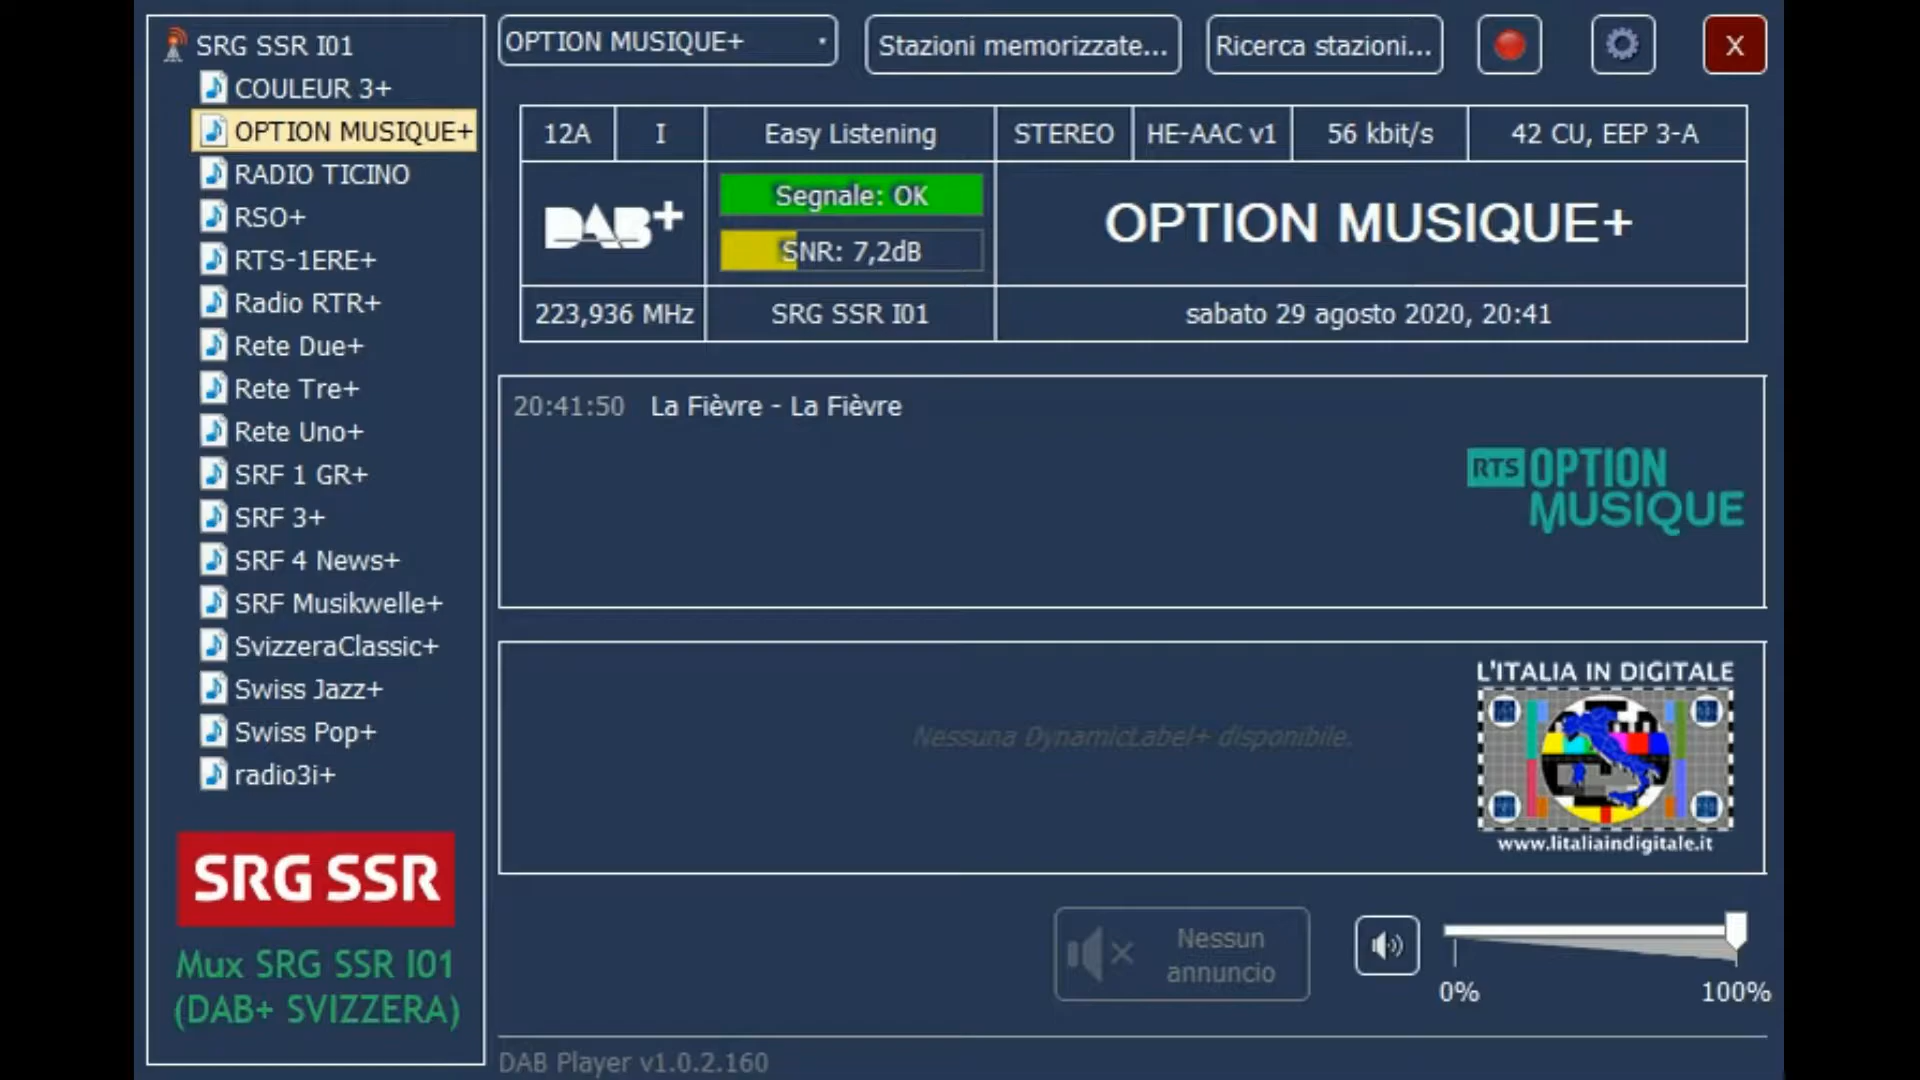 SRG SSR I01
COULEUR 3+
OPTION MUSIQUE+
RADIO TICINO
RSO+
RTS-1ERE+
Radio RTR+
Rete Due+
Rete Tre+
Rete Uno+
SRF 1 GR+
SRF 3+
SRF 4 News+
SRF Musikwelle+
SvizzeraClassic+
Swiss Jazz+
Swiss Pop+
radio3i+
SRG SSR
Mux SRG SSR I01
(DAB+ SVIZZERA)
OPTION MUSIQUE+
Stazioni memorizzate...
Ricerca stazioni...
X
12A
I
Easy Listening
STEREO
HE-AAC v1
56 kbit/s
42 CU, EEP 3-A
DAB+
Segnale: OK
SNR: 7,2dB
OPTION MUSIQUE+
223,936 MHz
SRG SSR I01
sabato 29 agosto 2020, 20:41
20:41:50 La Fièvre - La Fièvre
RTS OPTION
MUSIQUE
Nessuna DynamicLabel+ disponibile.
L'ITALIA IN DIGITALE
www.litaliaindigitale.it
Nessun
annuncio
0%
100%
DAB Player v1.0.2.160